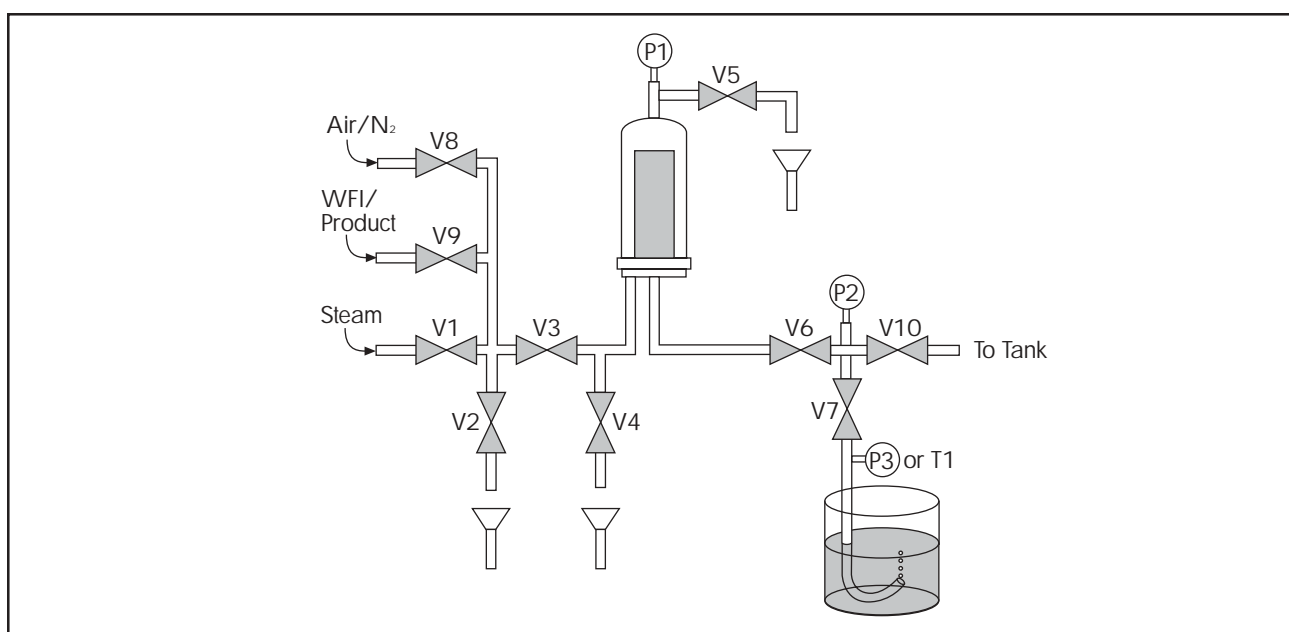 P1
V5
Air/N₂
V8
WFI/
Product
V9
P2
Steam
V1
V3
V6
V10
To Tank
V2
V4
V7
P3 or T1